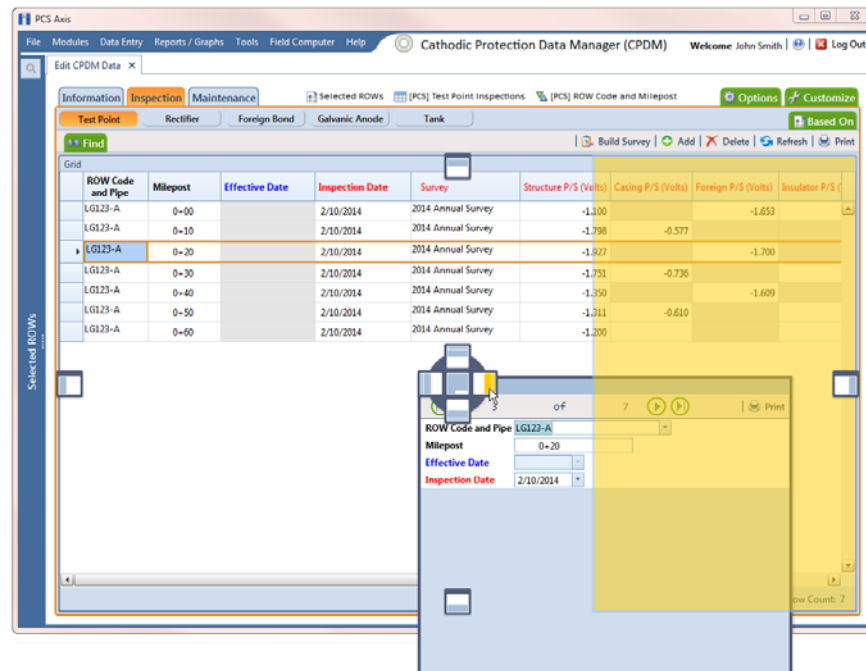 PCS Axis
File Modules Data Entry Reports / Graphs Tools Field Computer Help Cathodic Protection Data Manager (CPDM) Welcome John Smith Log Out
Edit CPDM Data
Information Inspection Maintenance Selected ROWs [PCS] Test Point Inspections [PCS] ROW Code and Milepost Options Customize
Test Point Rectifier Foreign Bond Galvanic Anode Tank Based On
Find Build Survey Add Delete Refresh Print
Grid
ROW Code and Pipe Milepost Effective Date Inspection Date Survey Structure P/S (Volts) Casing P/S (Volts) Foreign P/S (Volts) Insulator P/S (
LG123-A 0+00 2/10/2014 2014 Annual Survey -1.100 -1.653
LG123-A 0+10 2/10/2014 2014 Annual Survey -1.798 -0.577
LG123-A 0+20 2/10/2014 2014 Annual Survey -1.927 -1.700
LG123-A 0+30 2/10/2014 2014 Annual Survey -1.751 -0.736
LG123-A 0+40 2/10/2014 2014 Annual Survey -1.350 -1.609
LG123-A 0+50 2/10/2014 2014 Annual Survey -1.311 -0.610
LG123-A 0+60 2/10/2014 2014 Annual Survey -1.200
Selected ROWs
3 of 7 Print
ROW Code and Pipe LG123-A
Milepost 0+20
Effective Date
Inspection Date 2/10/2014
Count: 7